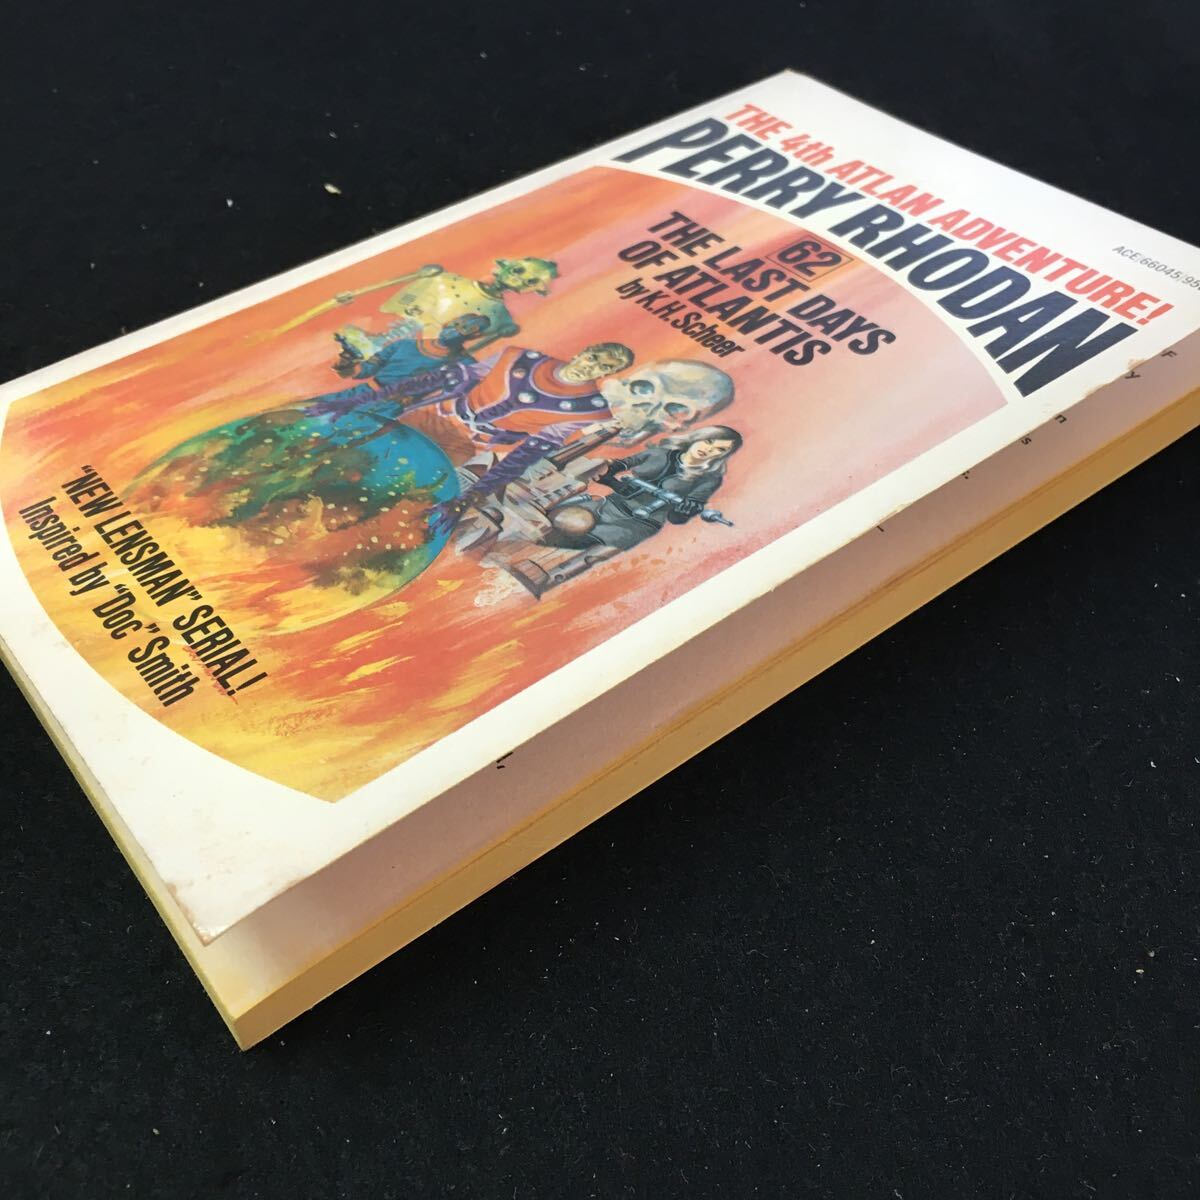 THE 4th ATLAN ADVENTURE!
PERRY RHODAN
ACE/66045/95
62
THE LAST DAYS
OF ATLANTIS
by K.H. Scheer
"NEW LENSMAN" SERIAL!
Inspired by "Doc" Smith